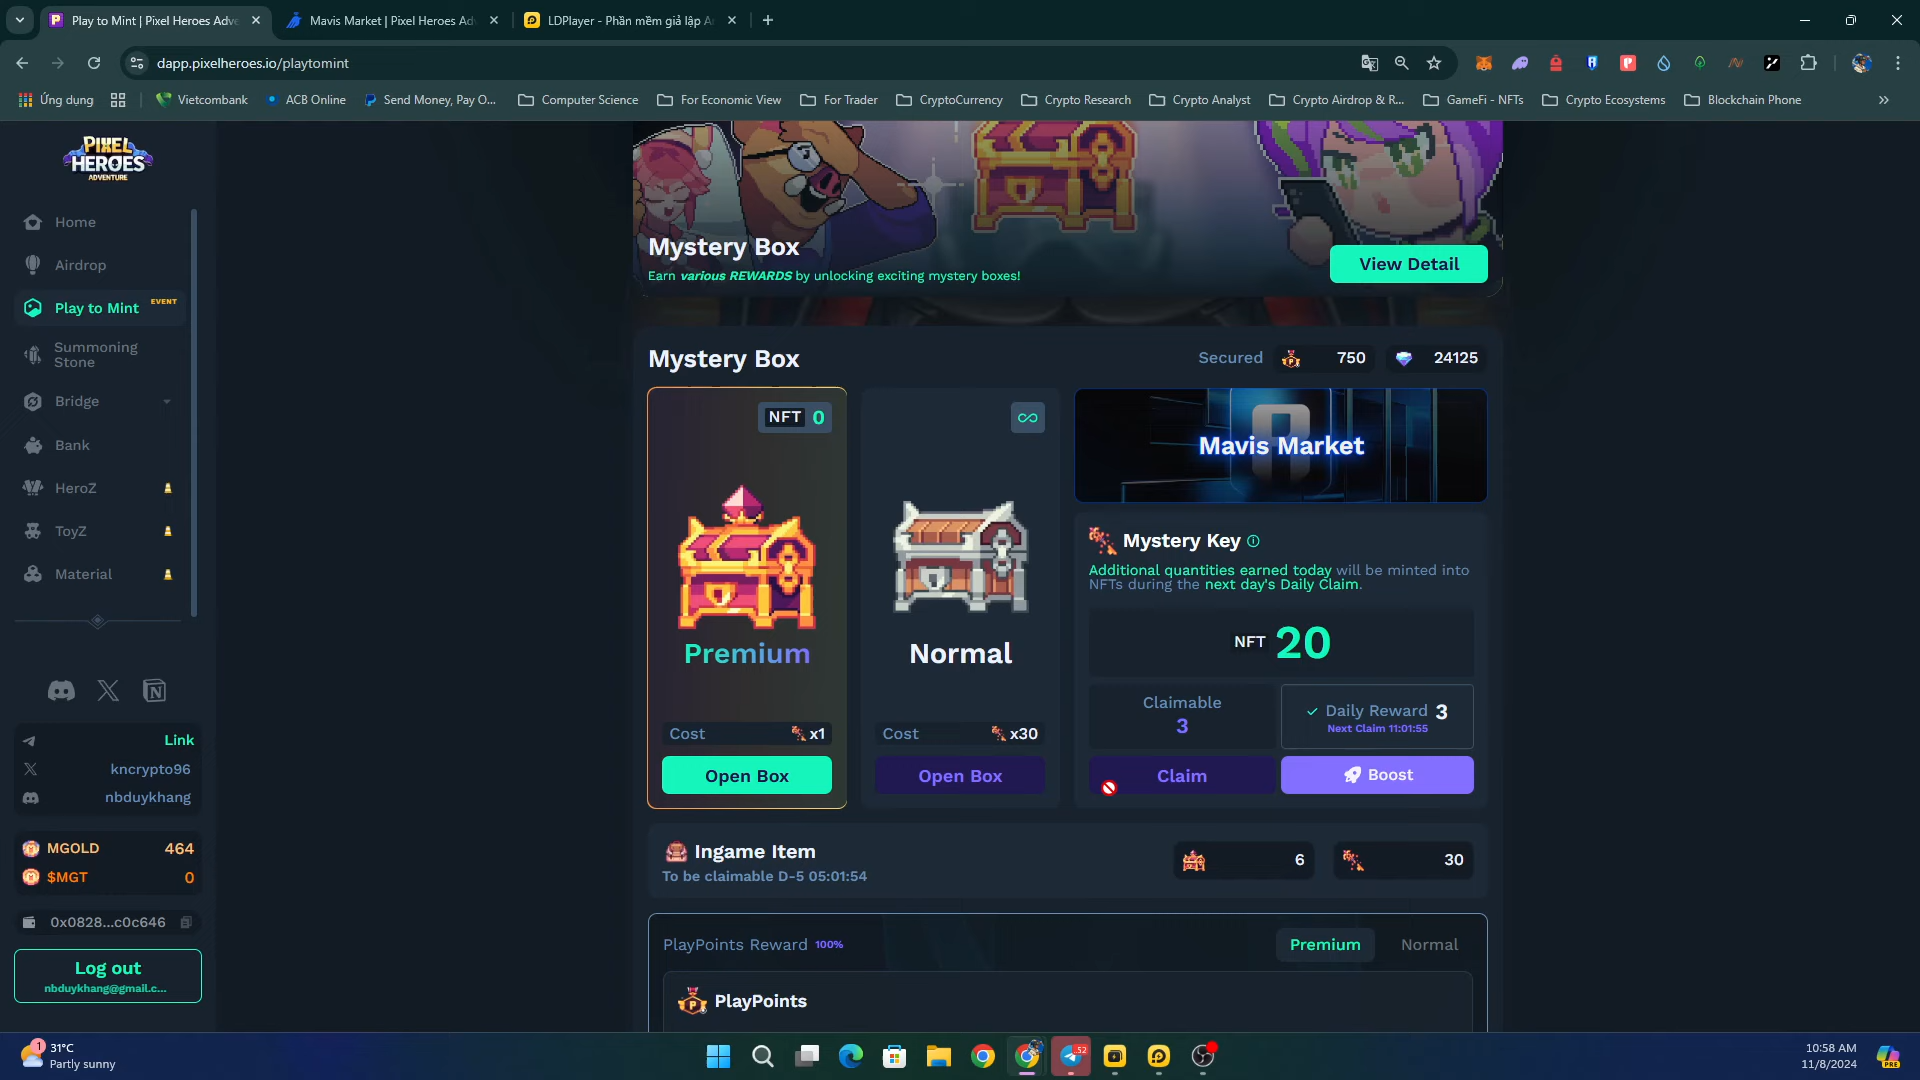 Play to Mint | Pixel Heroes Adve
Mavis Market | Pixel Heroes Ad
LDPlayer - Phần mềm giả lập A
dapp.pixelheroes.io/playtomint
Ứng dụng
Vietcombank
ACB Online
Send Money, Pay O...
Computer Science
For Economic View
For Trader
CryptoCurrency
Crypto Research
Crypto Analyst
Crypto Airdrop & R...
GameFi - NFTs
Crypto Ecosystems
Blockchain Phone
PIXEL
HEROES
ADVENTURE
Home
Airdrop
Play to Mint EVENT
Summoning
Stone
Bridge
Bank
HeroZ
ToyZ
Material
Link
kncrypto96
nbduykhang
MGOLD 464
$MGT 0
0x0828...c0c646
Log out
nbduykhang@gmail.c...
Mystery Box
Earn various REWARDS by unlocking exciting mystery boxes!
View Detail
Mystery Box
Secured 750 24125
NFT 0
Premium
Cost x1
Open Box
Normal
Cost x30
Open Box
Mavis Market
Mystery Key
Additional quantities earned today will be minted into
NFTs during the next day's Daily Claim.
NFT 20
Claimable
3
Daily Reward 3
Next Claim 11:01:55
Claim
Boost
Ingame Item
To be claimable D-5 05:01:54
6
30
PlayPoints Reward 100%
Premium
Normal
PlayPoints
1
31°C
Partly sunny
52
10:58 AM
11/8/2024
PRE